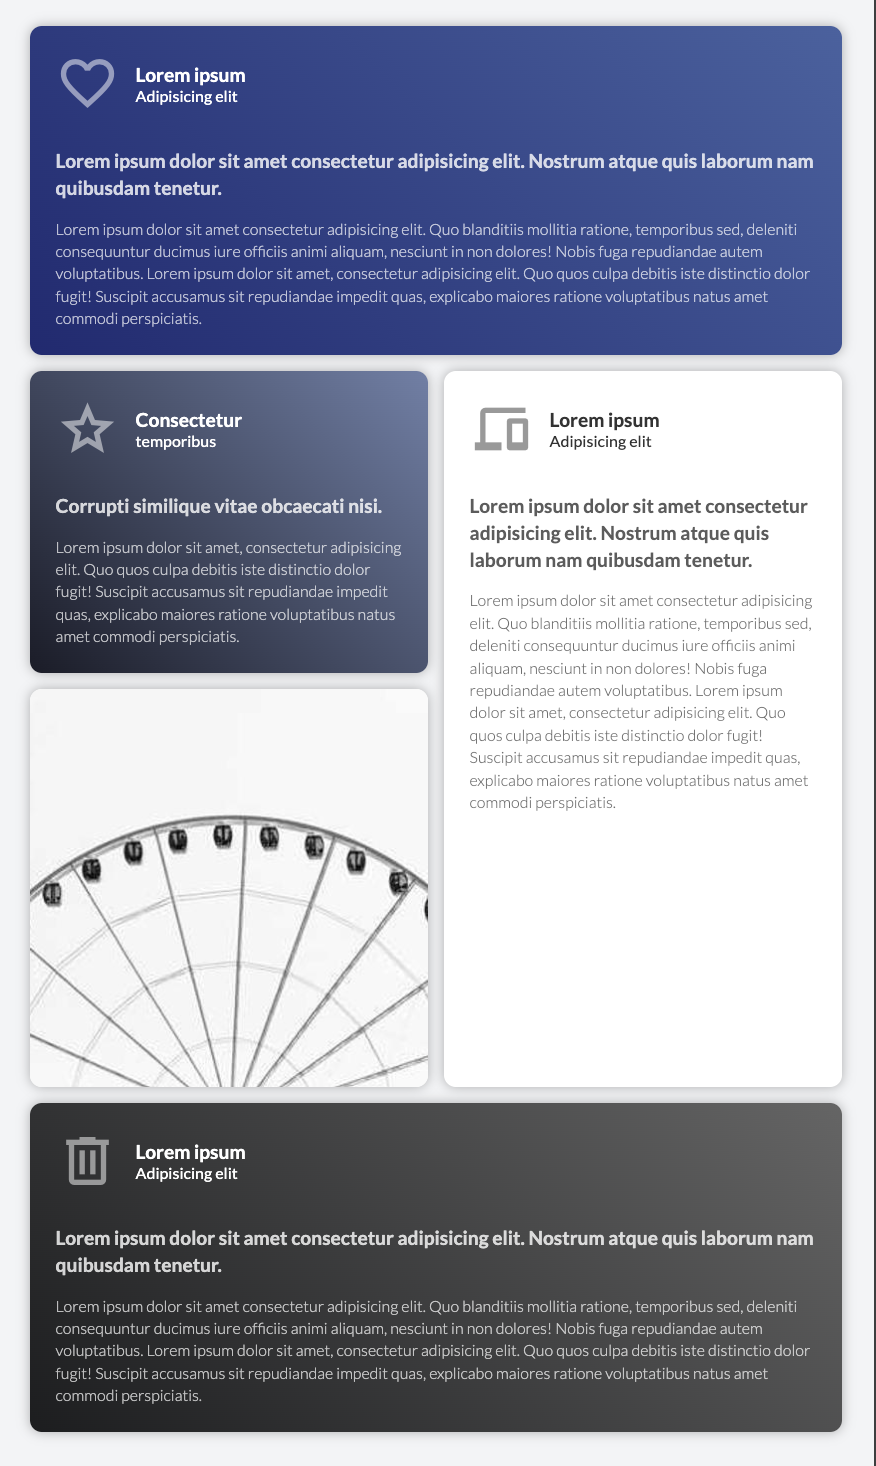 Lorem ipsum
Adipisicing elit
Lorem ipsum dolor sit amet consectetur adipisicing elit. Nostrum atque quis laborum nam
quibusdam tenetur.
Lorem ipsum dolor sit amet consectetur adipisicing elit. Quo blanditiis mollitia ratione, temporibus sed, deleniti
consequuntur ducimus iure officiis animi aliquam, nesciunt in non dolores! Nobis fuga repudiandae autem
voluptatibus. Lorem ipsum dolor sit amet, consectetur adipisicing elit. Quo quos culpa debitis iste distinctio dolor
fugit! Suscipit accusamus sit repudiandae impedit quas, explicabo maiores ratione voluptatibus natus amet
commodi perspiciatis.
Consectetur
temporibus
Corrupti similique vitae obcaecati nisi.
Lorem ipsum dolor sit amet, consectetur adipisicing
elit. Quo quos culpa debitis iste distinctio dolor
fugit! Suscipit accusamus sit repudiandae impedit
quas, explicabo maiores ratione voluptatibus natus
amet commodi perspiciatis.
Lorem ipsum
Adipisicing elit
Lorem ipsum dolor sit amet consectetur
adipisicing elit. Nostrum atque quis
laborum nam quibusdam tenetur.
Lorem ipsum dolor sit amet consectetur adipisicing
elit. Quo blanditiis mollitia ratione, temporibus sed,
deleniti consequuntur ducimus iure officiis animi
aliquam, nesciunt in non dolores! Nobis fuga
repudiandae autem voluptatibus. Lorem ipsum
dolor sit amet, consectetur adipisicing elit. Quo
quos culpa debitis iste distinctio dolor fugit!
Suscipit accusamus sit repudiandae impedit quas,
explicabo maiores ratione voluptatibus natus amet
commodi perspiciatis.
Lorem ipsum
Adipisicing elit
Lorem ipsum dolor sit amet consectetur adipisicing elit. Nostrum atque quis laborum nam
quibusdam tenetur.
Lorem ipsum dolor sit amet consectetur adipisicing elit. Quo blanditiis mollitia ratione, temporibus sed, deleniti
consequuntur ducimus iure officiis animi aliquam, nesciunt in non dolores! Nobis fuga repudiandae autem
voluptatibus. Lorem ipsum dolor sit amet, consectetur adipisicing elit. Quo quos culpa debitis iste distinctio dolor
fugit! Suscipit accusamus sit repudiandae impedit quas, explicabo maiores ratione voluptatibus natus amet
commodi perspiciatis.